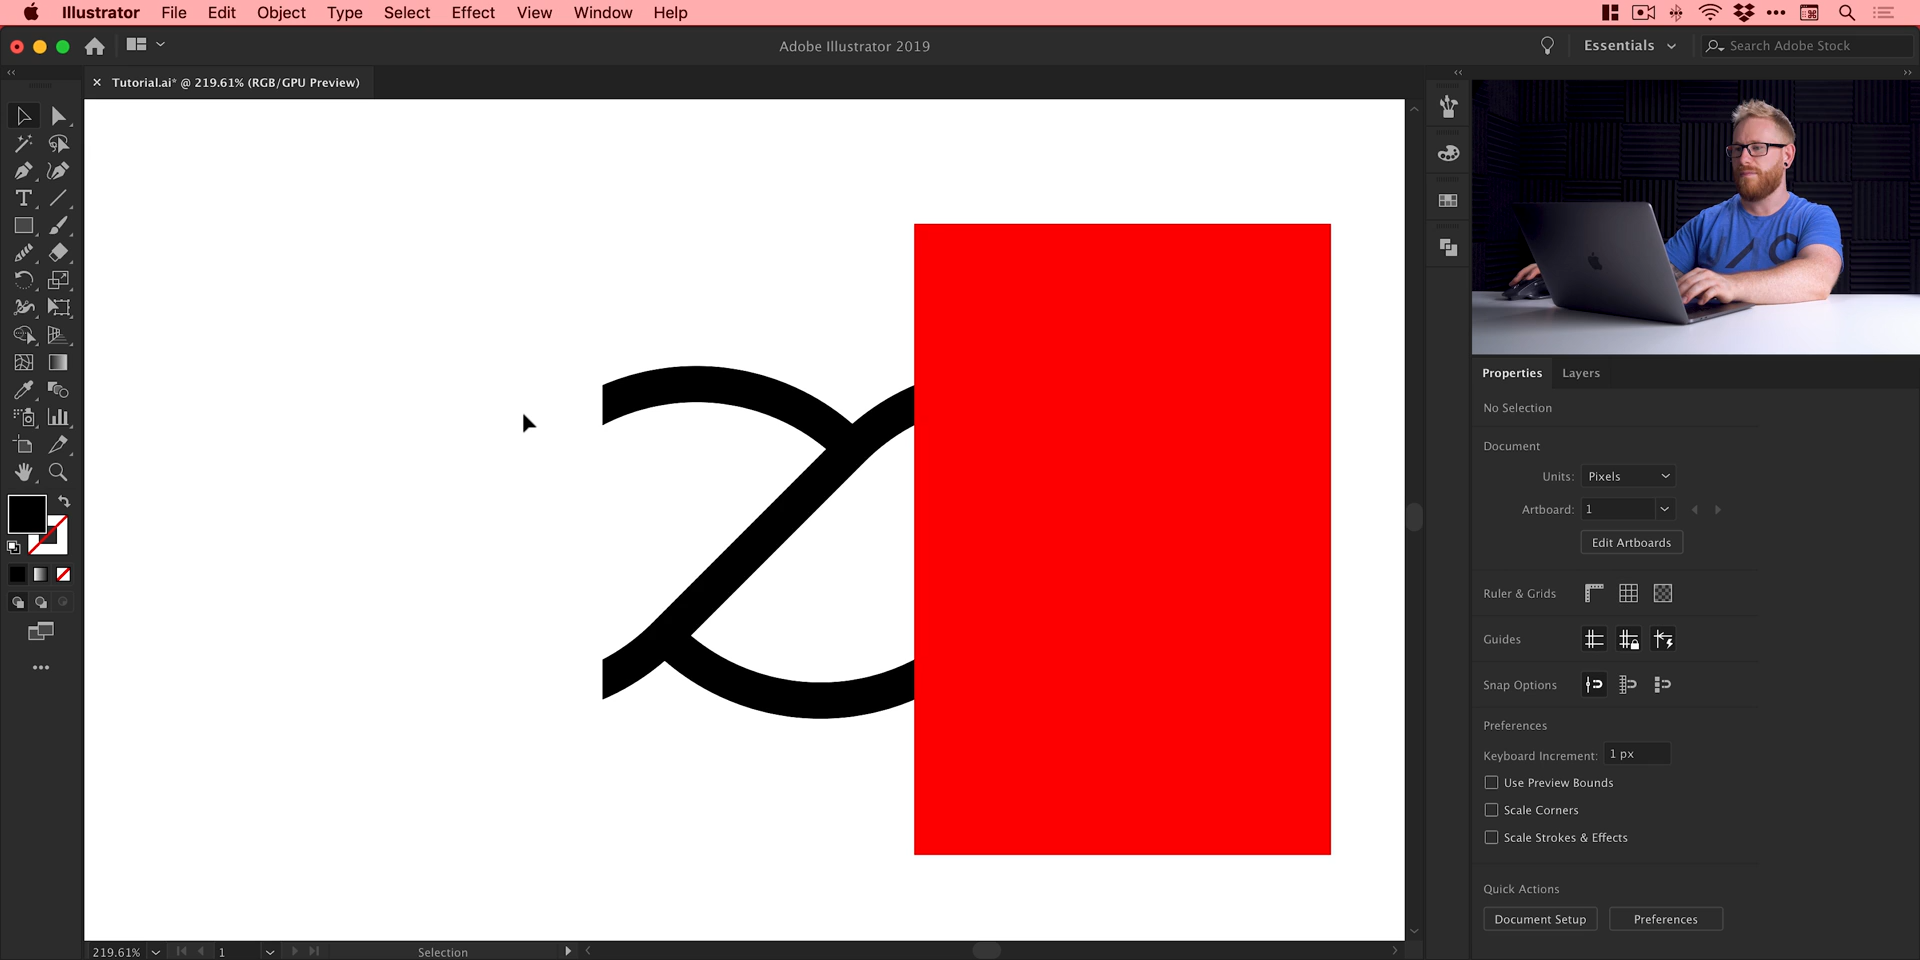 Illustrator File Edit Object Type Select Effect View Window Help
Adobe Illustrator 2019
Essentials
Search Adobe Stock
Tutorial.ai* @ 219.61% (RGB/GPU Preview)
Properties Layers
No Selection
Document
Units: Pixels
Artboard: 1
Edit Artboards
Ruler & Grids
Guides
Snap Options
Preferences
Keyboard Increment: 1 px
Use Preview Bounds
Scale Corners
Scale Strokes & Effects
Quick Actions
Document Setup Preferences
219.61% 1 Selection